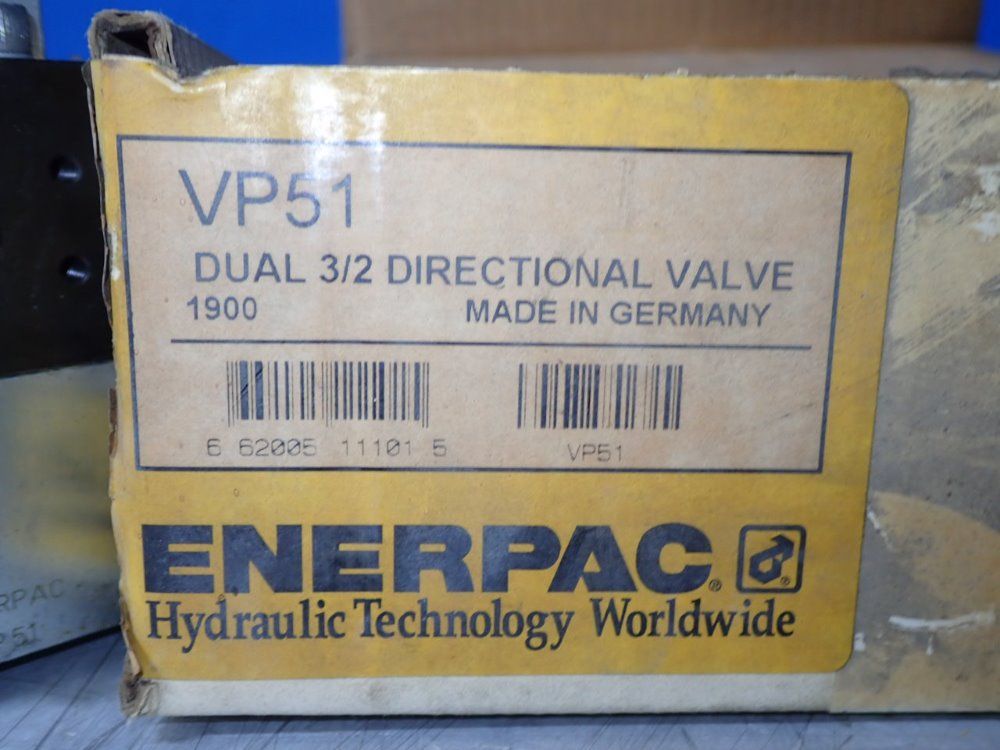 VP51
DUAL 3/2 DIRECTIONAL VALVE
1900 MADE IN GERMANY
6 62005 11101 5
VP51
ENERPAC®
®
Hydraulic Technology Worldwide
RPAC
P51